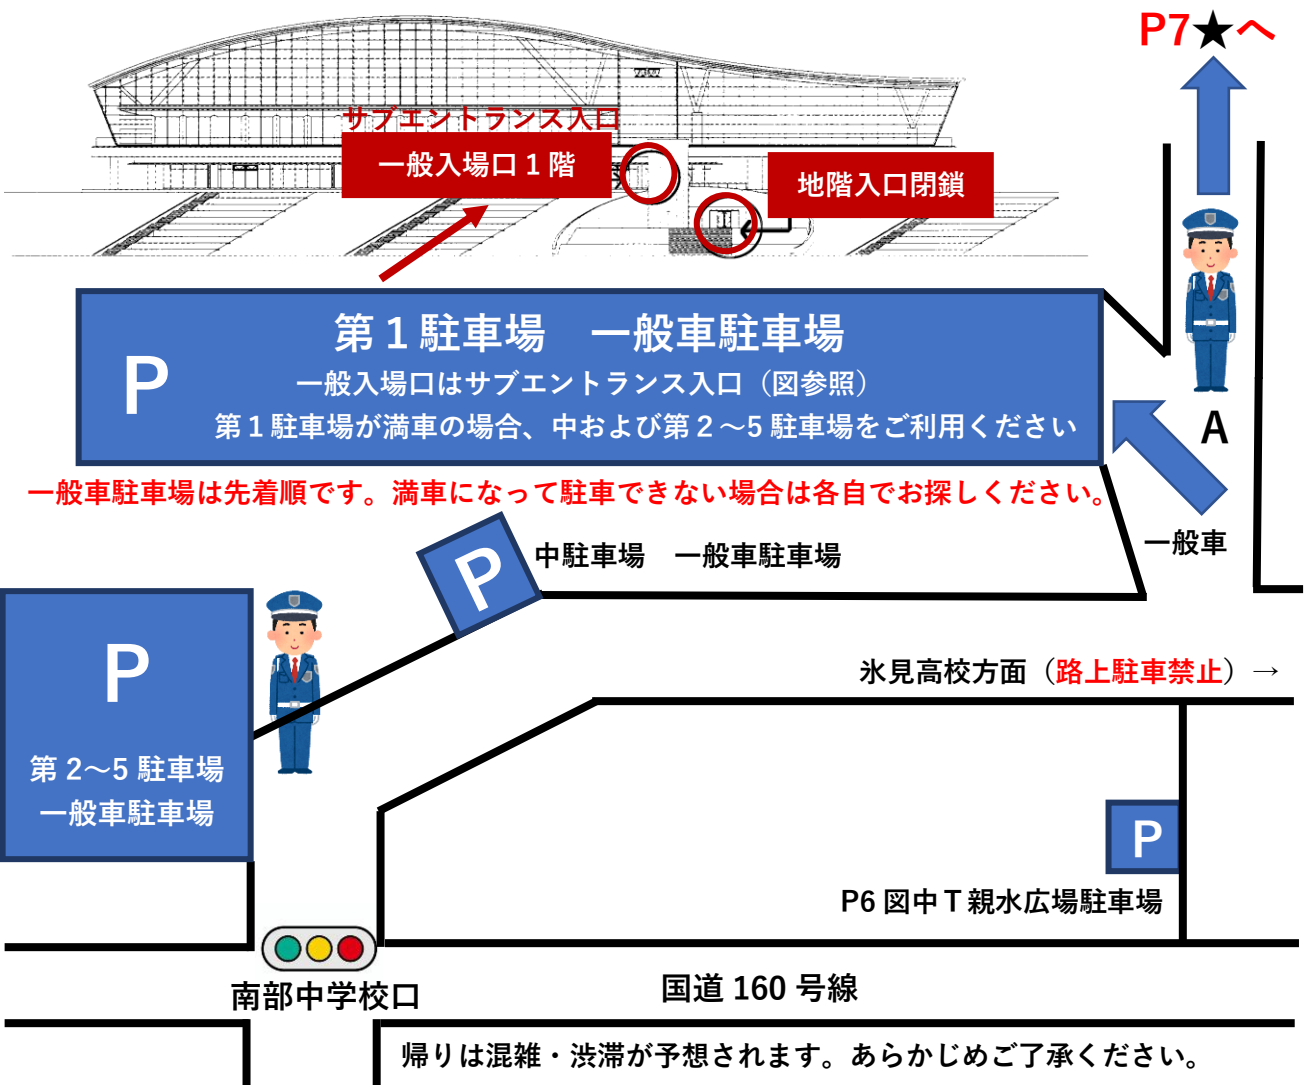 P7★へ
サブエントランス入口
一般入場口１階
地階入口閉鎖
P
第１駐車場　一般車駐車場
一般入場口はサブエントランス入口（図参照）
第１駐車場が満車の場合、中および第２～5 駐車場をご利用ください
A
一般車駐車場は先着順です。満車になって駐車できない場合は各自でお探しください。
一般車
P
中駐車場　一般車駐車場
P
第 2～5 駐車場
一般車駐車場
氷見高校方面（路上駐車禁止）→
P
P6 図中Ｔ親水広場駐車場
南部中学校口
国道 160 号線
帰りは混雑・渋滞が予想されます。あらかじめご了承ください。